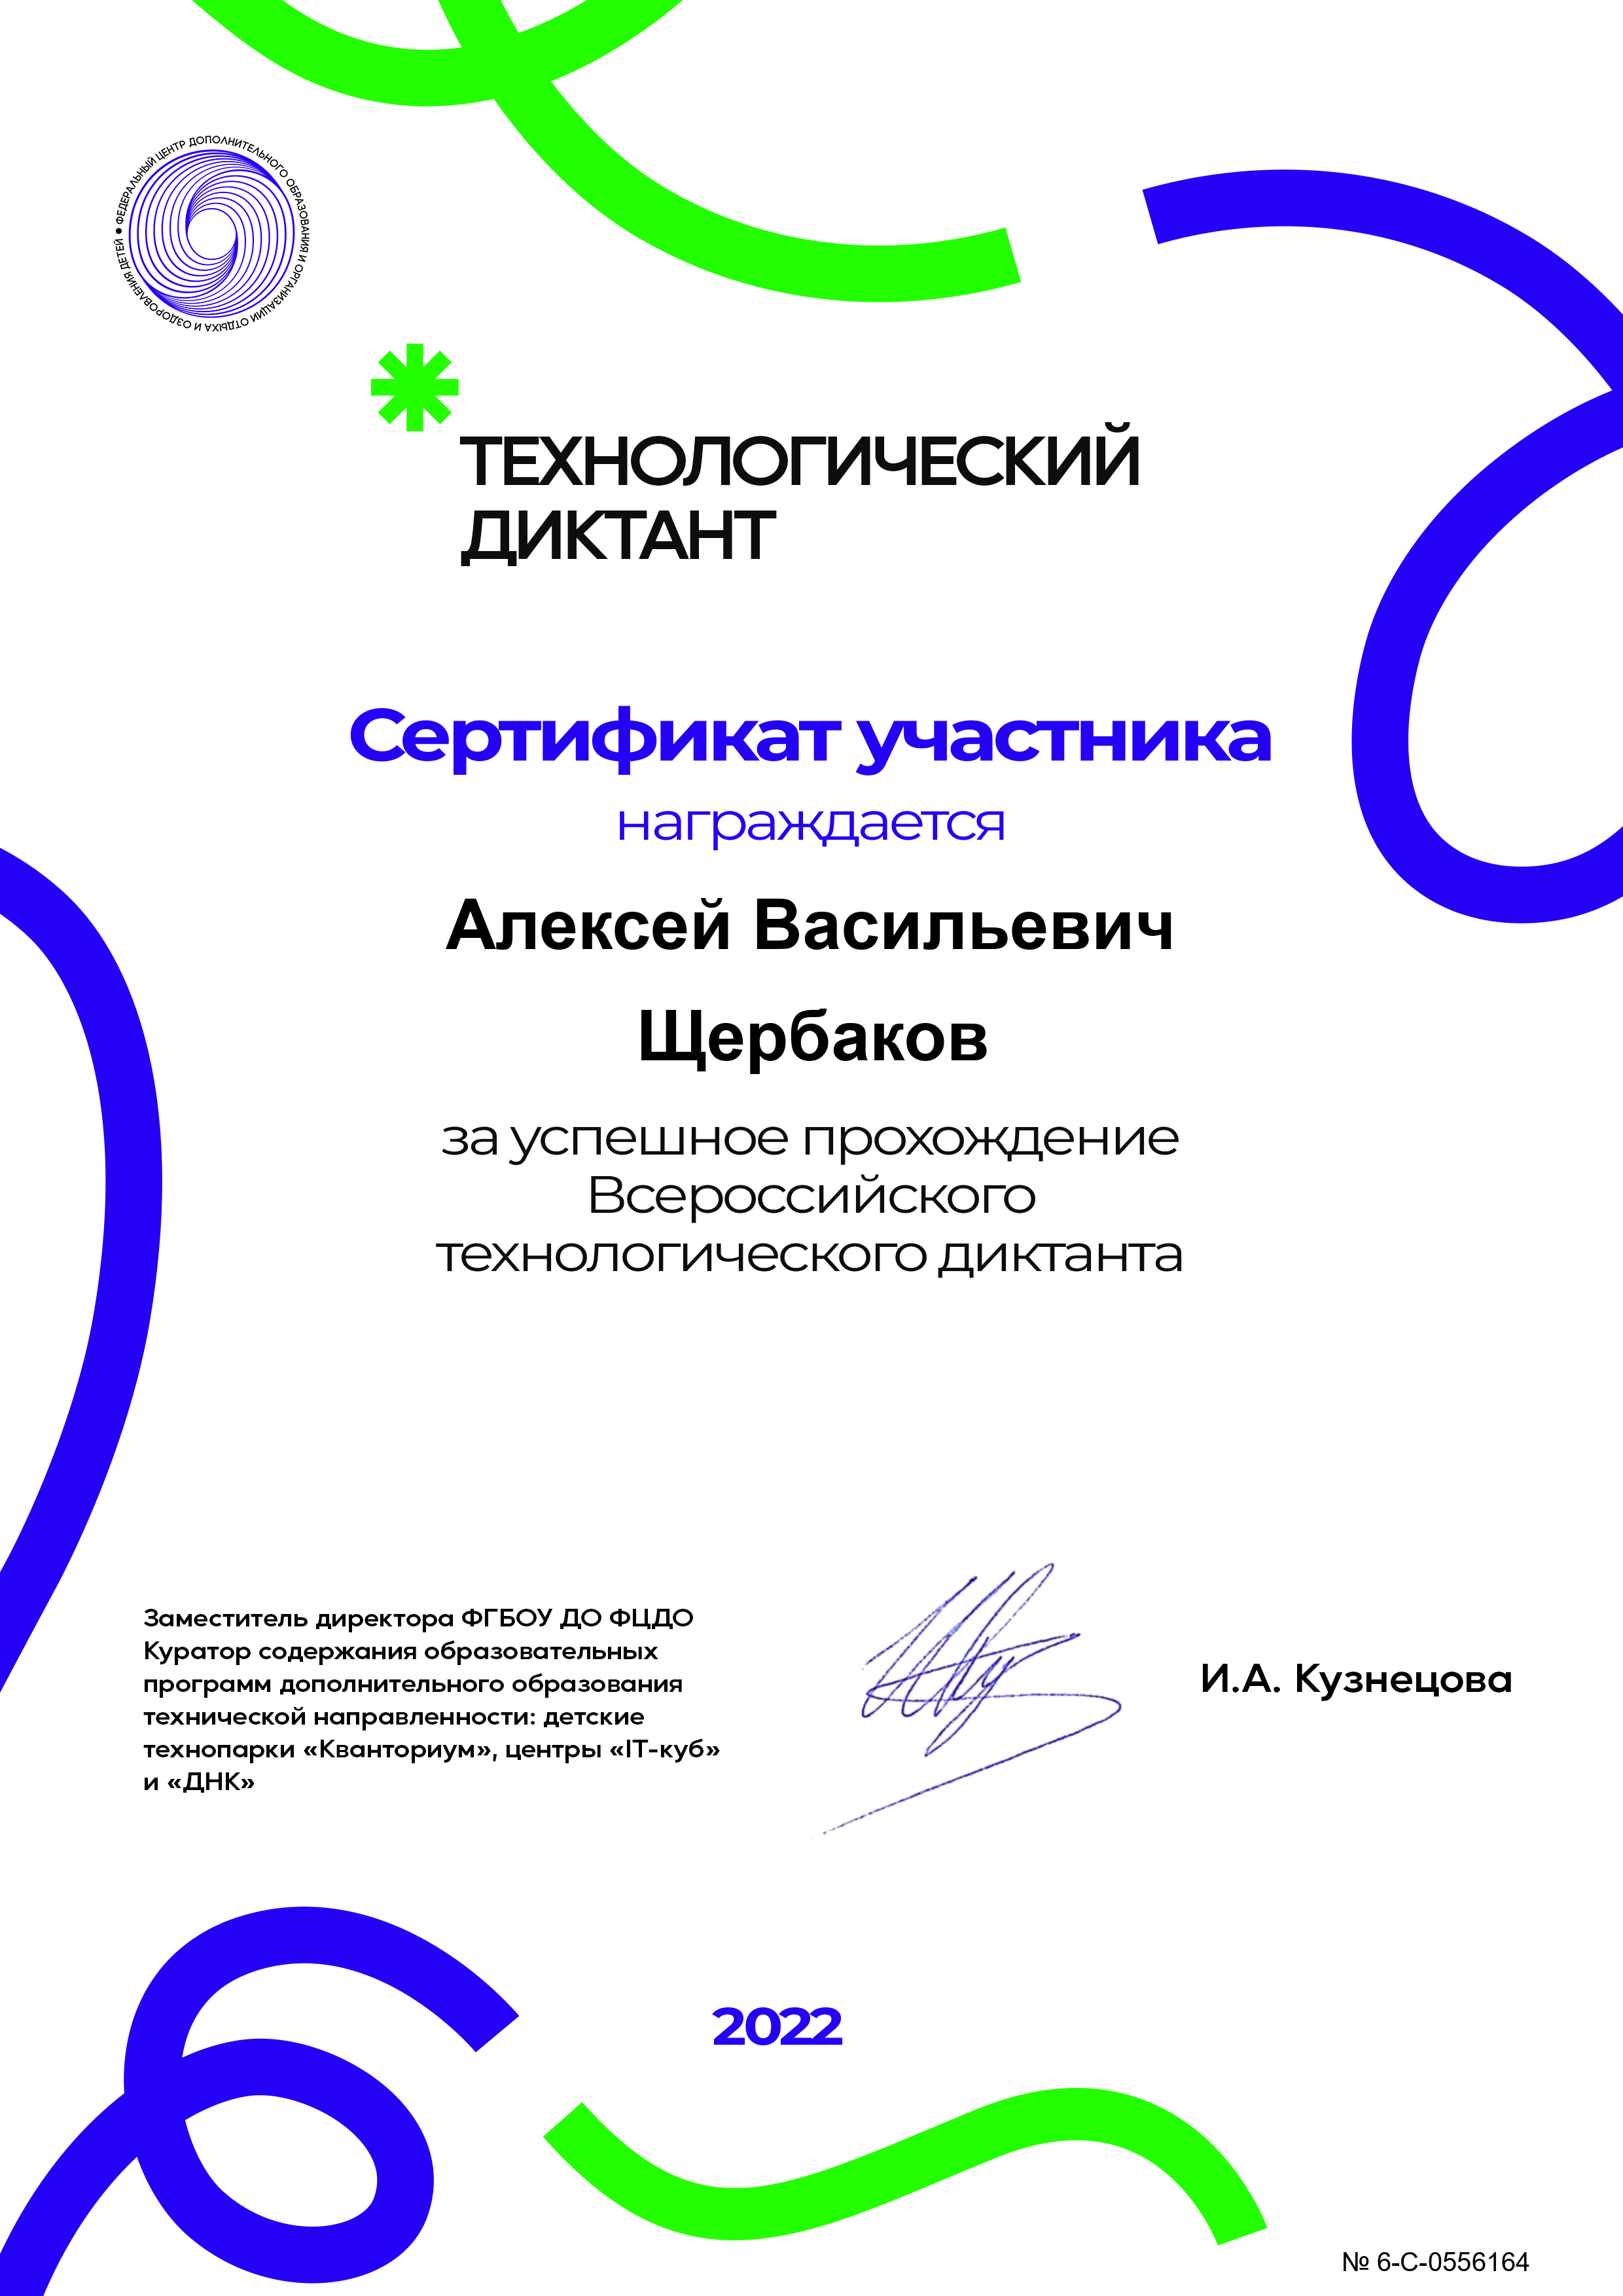 ● ФЕДЕРАЛЬНЫЙ ЦЕНТР ДОПОЛНИТЕЛЬНОГО ОБРАЗОВАНИЯ И ОРГАНИЗАЦИИ ОТДЫХА И ОЗДОРОВЛЕНИЯ ДЕТЕЙ
ТЕХНОЛОГИЧЕСКИЙ
ДИКТАНТ
Сертификат участника
награждается
Алексей Васильевич
Щербаков
за успешное прохождение
Всероссийского
технологического диктанта
Заместитель директора ФГБОУ ДО ФЦДО
Куратор содержания образовательных
программ дополнительного образования
технической направленности: детские
технопарки «Кванториум», центры «IT-куб»
и «ДНК»
И.А. Кузнецова
2022
№ 6-С-0556164